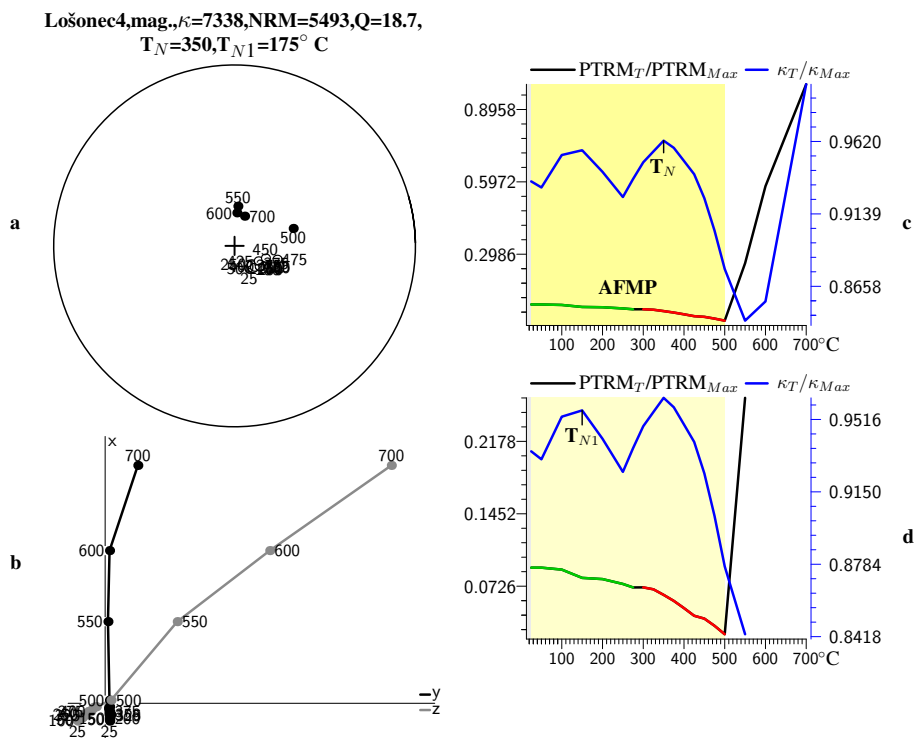 Lošonec4,mag.,κ=7338,NRM=5493,Q=18.7,
T_N=350,T_N1=175° C
a
550
600
700
500
450
475
25
b
x
700
700
600
600
550
550
500
500
25
25
y
z
PTRM_T/PTRM_Max
κ_T/κ_Max
0.8958
0.5972
0.2986
T_N
AFMP
0.9620
0.9139
0.8658
100 200 300 400 500 600 700°C
c
PTRM_T/PTRM_Max
κ_T/κ_Max
0.2178
0.1452
0.0726
T_N1
0.9516
0.9150
0.8784
0.8418
100 200 300 400 500 600 700°C
d